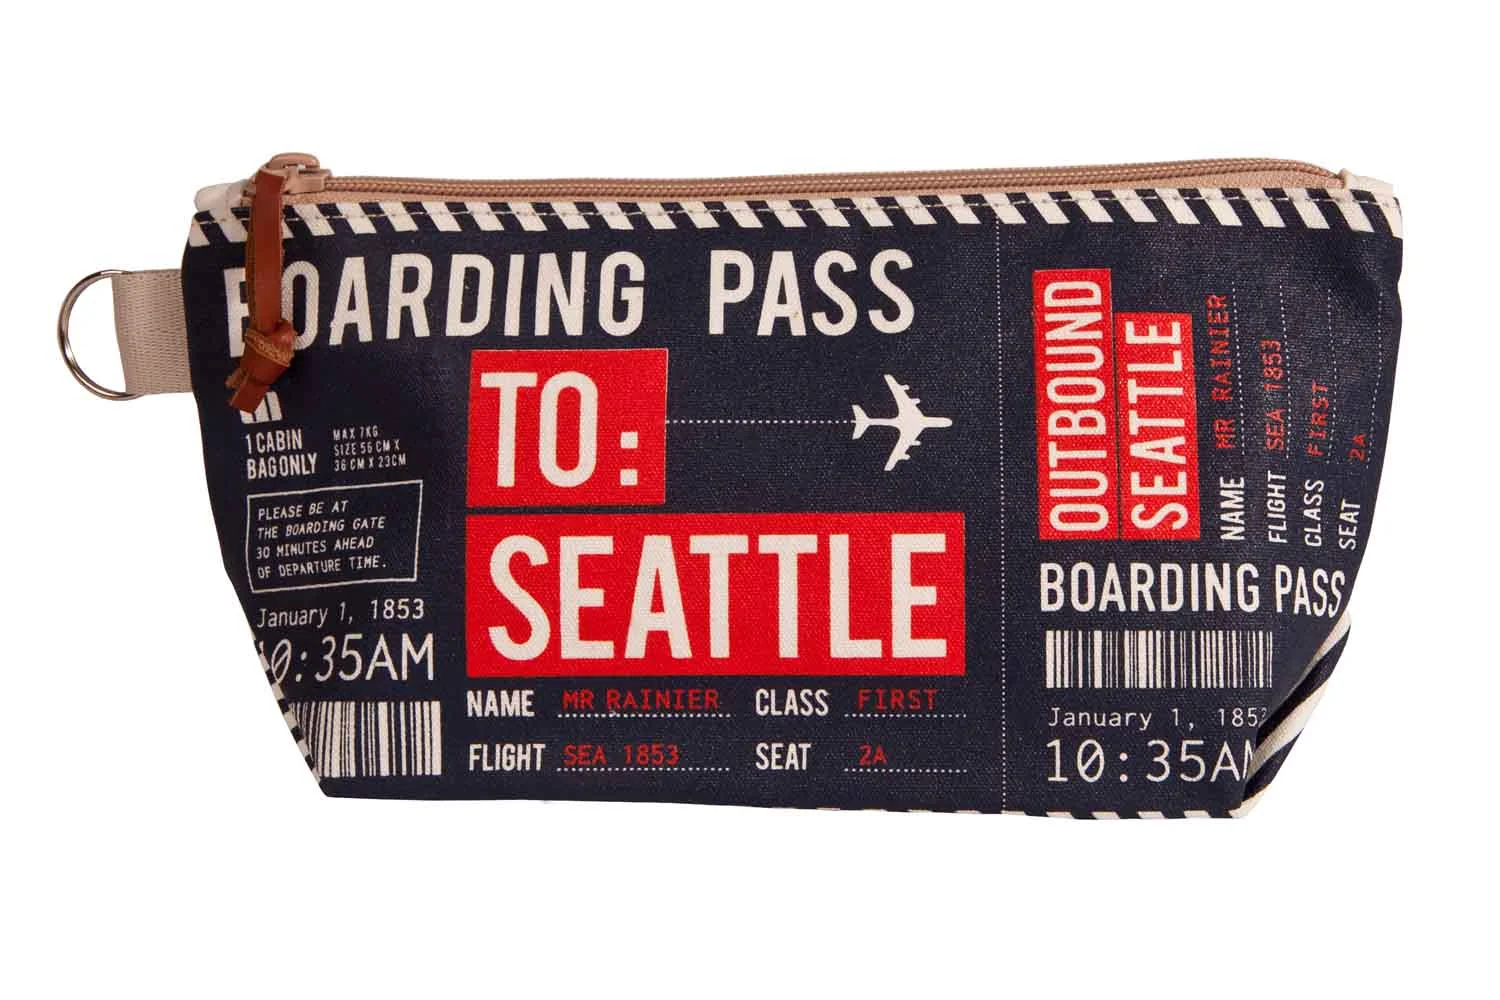 BOARDING PASS
TO:
SEATTLE
1 CABIN
BAG ONLY
MAX 7KG
SIZE 56 CM X
36 CM X 23CM
PLEASE BE AT
THE BOARDING GATE
30 MINUTES AHEAD
OF DEPARTURE TIME.
January 1, 1853
10:35AM
NAME MR RAINIER CLASS FIRST
FLIGHT SEA 1853 SEAT 2A
OUTBOUND
SEATTLE
NAME MR RAINIER
FLIGHT SEA 1853
CLASS FIRST
SEAT 2A
BOARDING PASS
January 1, 1853
10:35AM